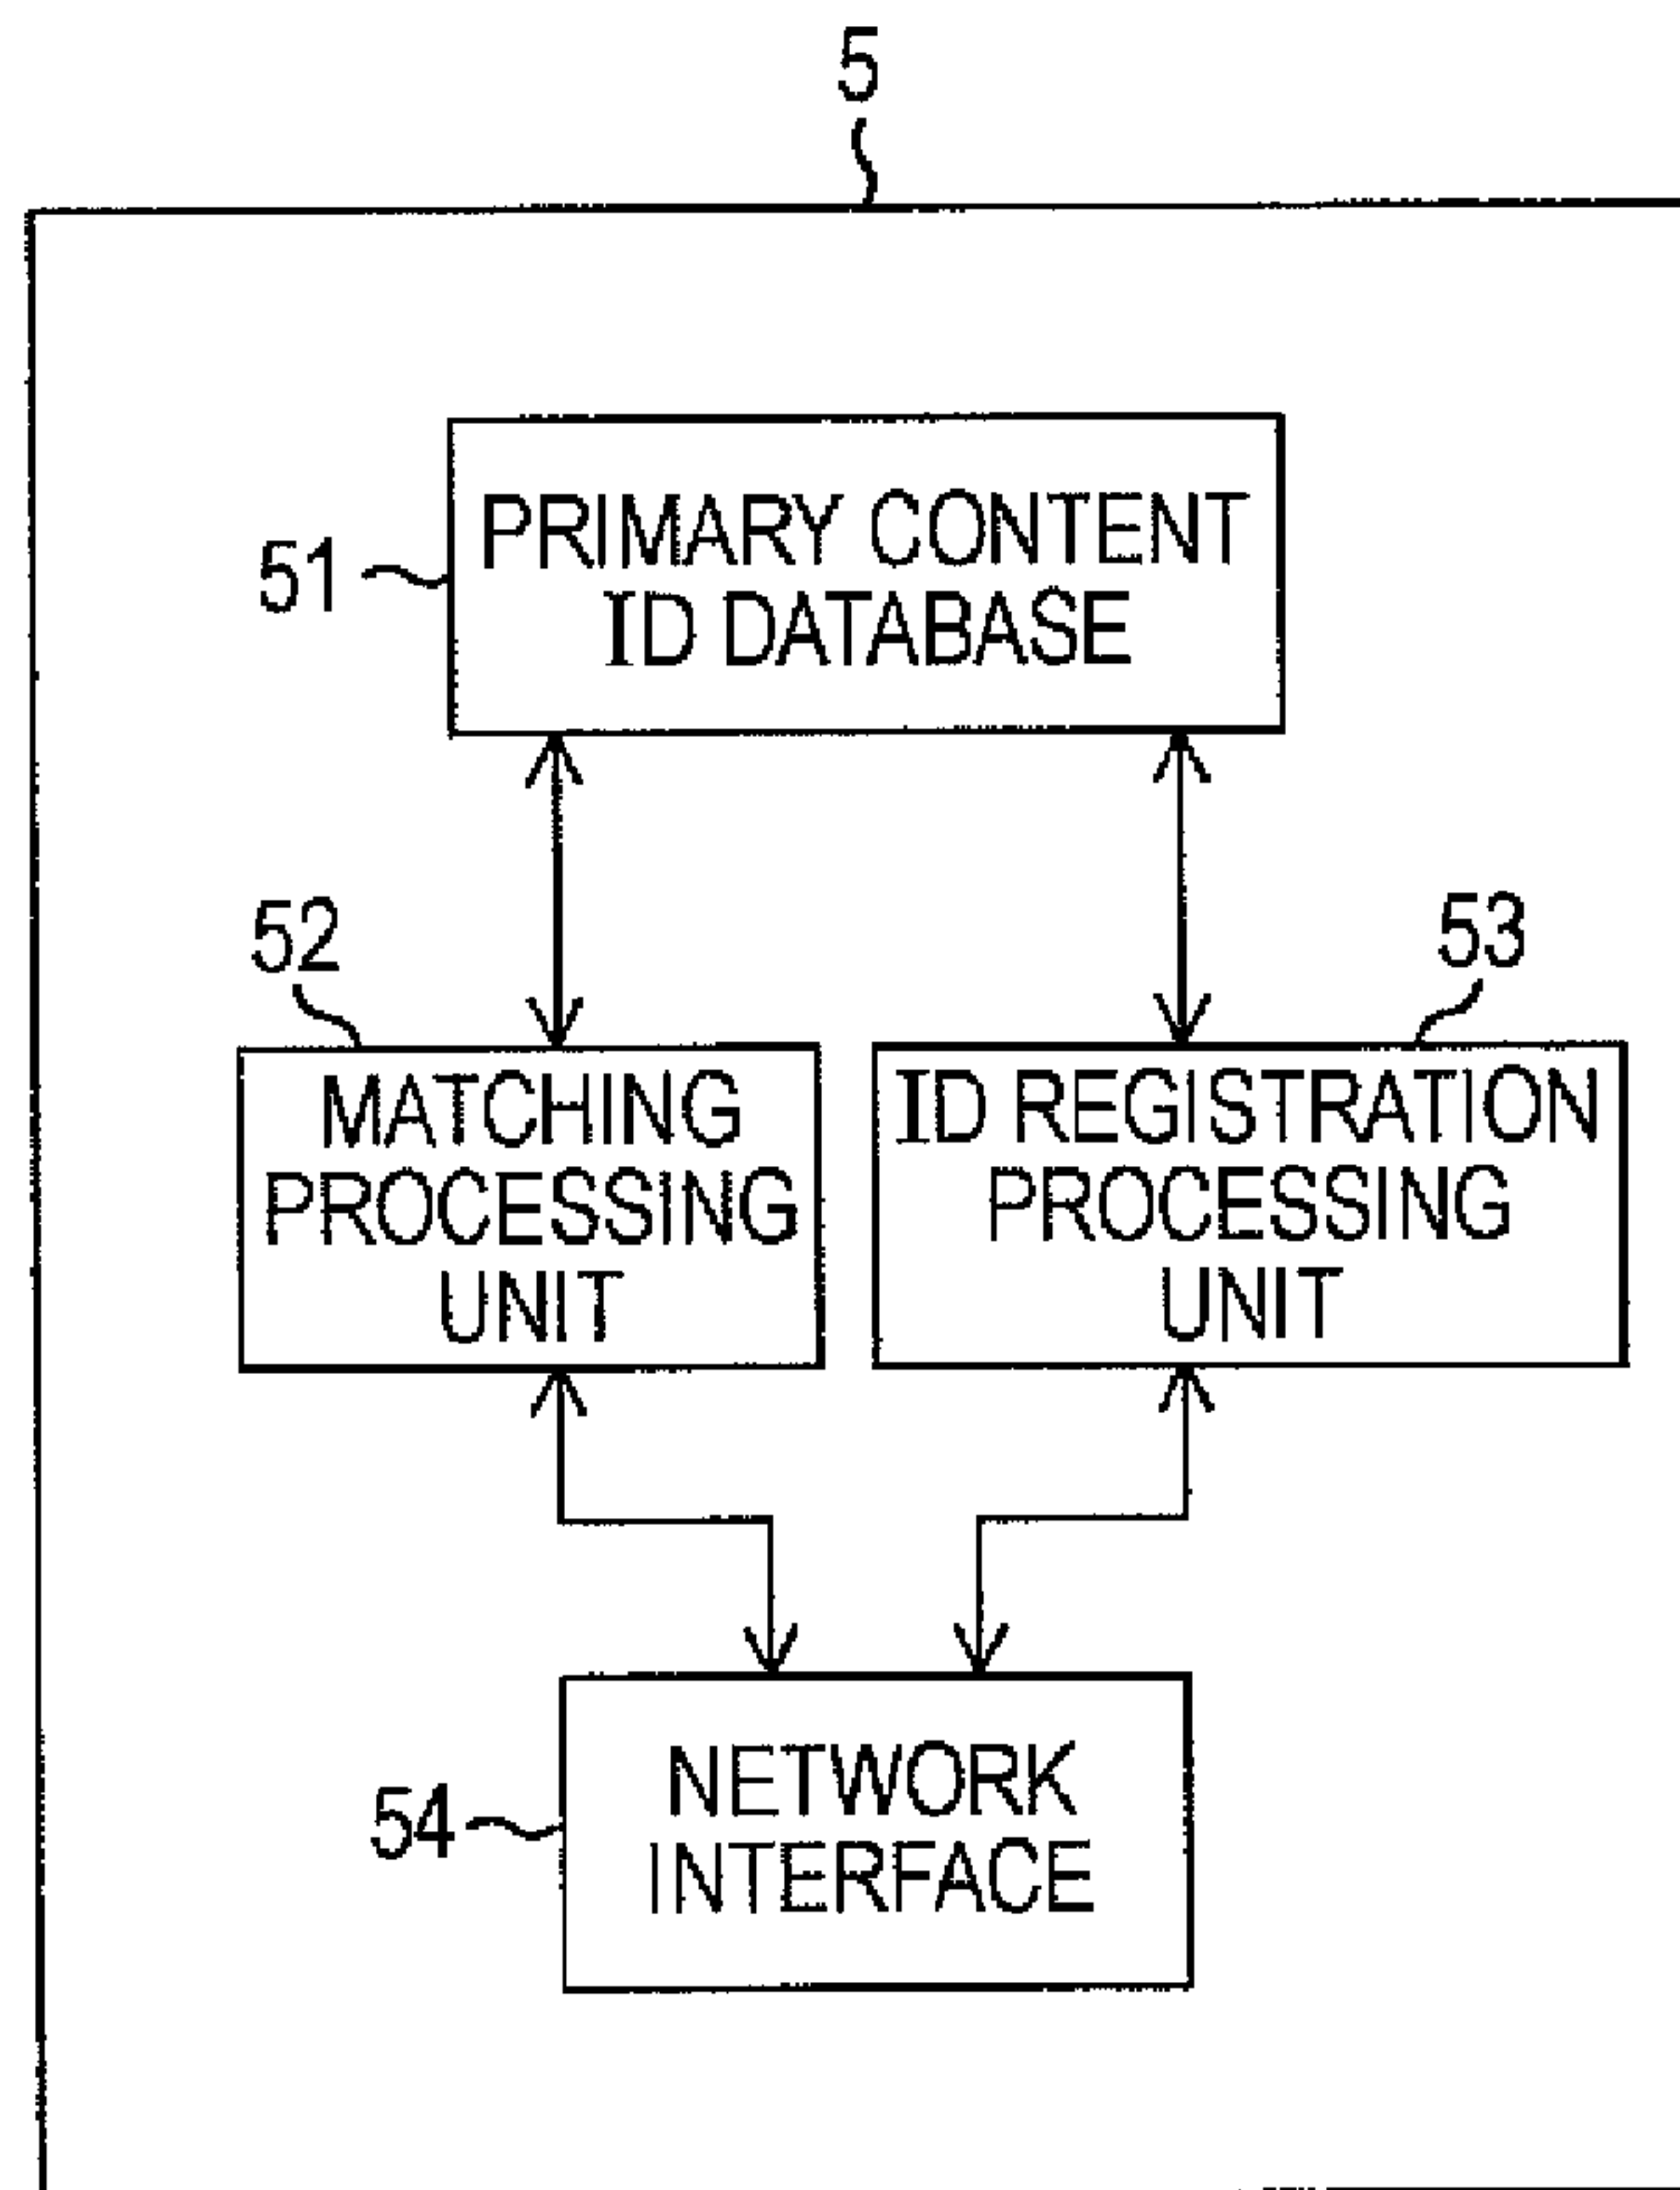 5
51
PRIMARY CONTENT
ID DATABASE
52
53
MATCHING
PROCESSING
UNIT
ID REGISTRATION
PROCESSING
UNIT
54
NETWORK
INTERFACE